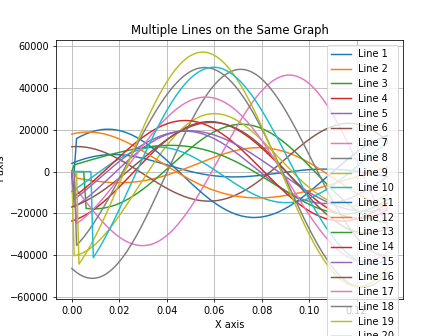 Multiple Lines on the Same Graph
60000
40000
20000
0
−20000
−40000
−60000
axis
0.00
0.02
0.04
0.06
0.08
0.10
X axis
Line 1
Line 2
Line 3
Line 4
Line 5
Line 6
Line 7
Line 8
Line 9
Line 10
Line 11
Line 12
Line 13
Line 14
Line 15
Line 16
Line 17
Line 18
Line 19
Line 20